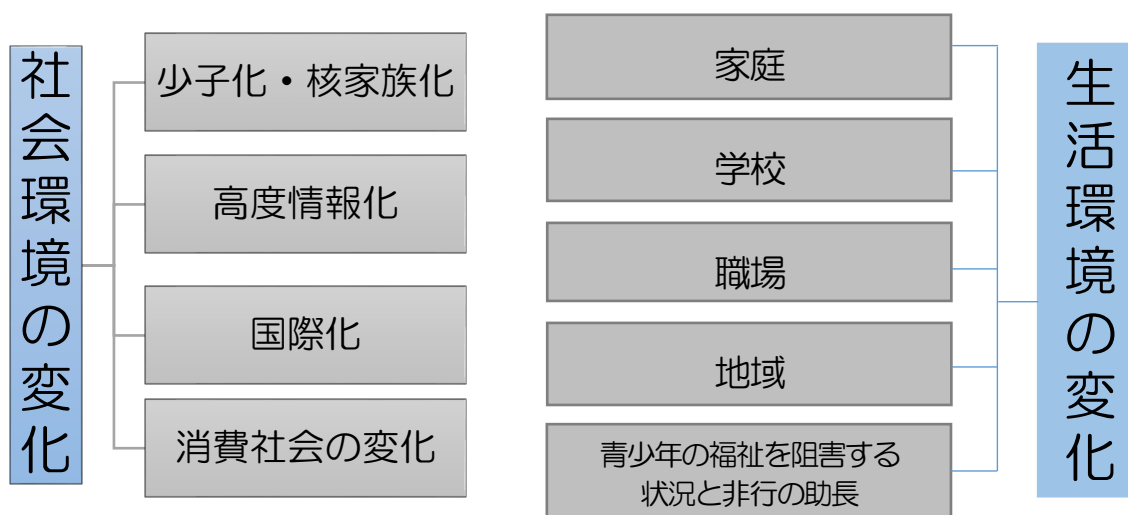 社会環境の変化
少子化・核家族化
高度情報化
国際化
消費社会の変化
家庭
学校
職場
地域
青少年の福祉を阻害する
状況と非行の助長
生活環境の変化